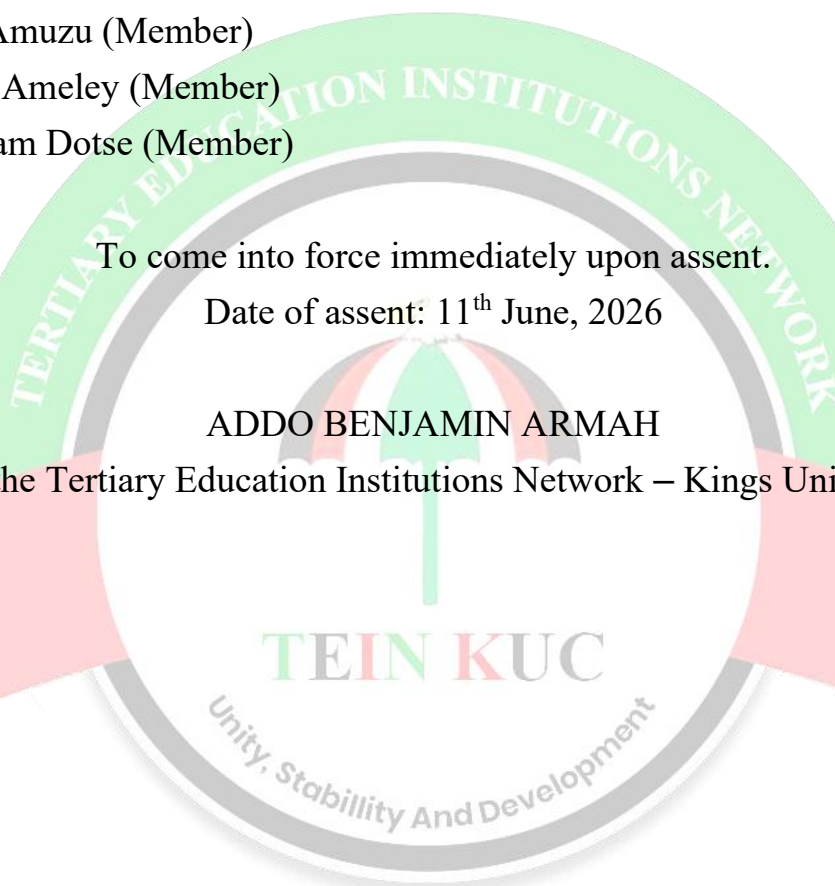 Amuzu (Member)
Ameley (Member)
am Dotse (Member)
To come into force immediately upon assent.
Date of assent: 11th June, 2026
ADDO BENJAMIN ARMAH
the Tertiary Education Institutions Network – Kings Uni
TERTIARY EDUCATION INSTITUTIONS NETWORK
TEIN KUC
Unity, Stabillity And Development